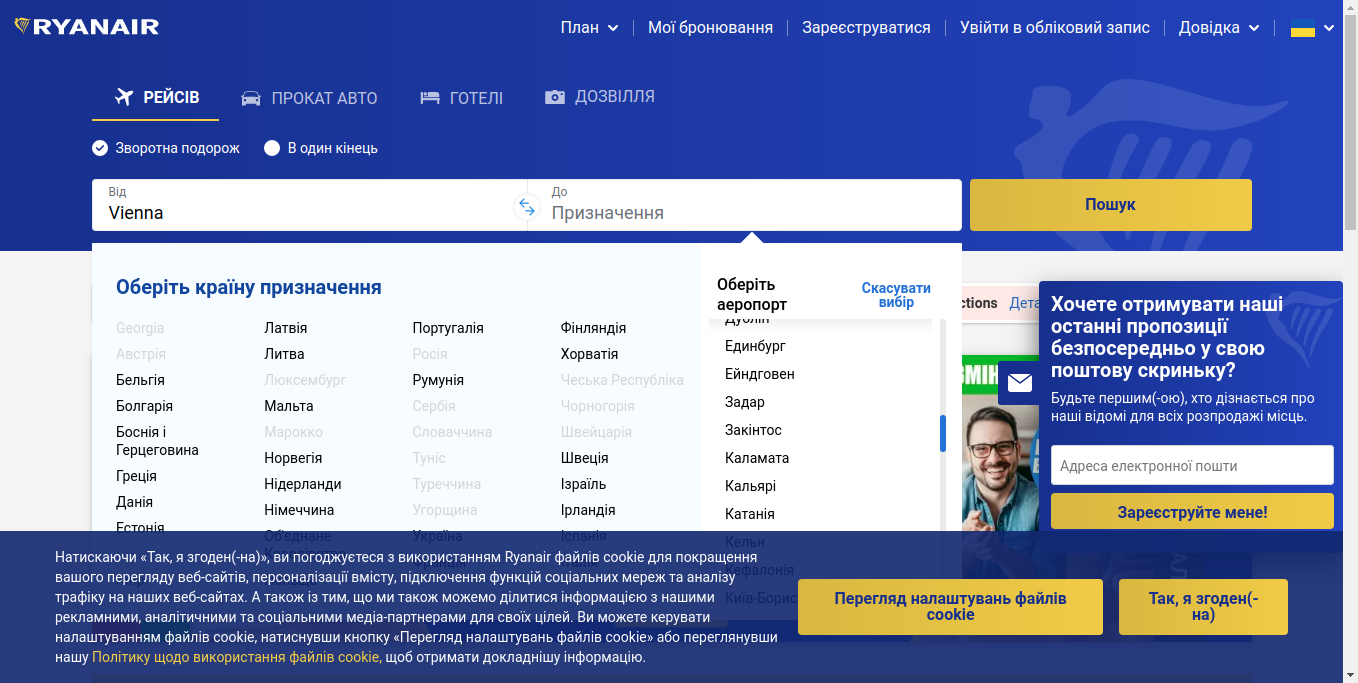 RYANAIR
План
Мої бронювання
Зареєструватися
Увійти в обліковий запис
Довідка
РЕЙСІВ
ПРОКАТ АВТО
ГОТЕЛІ
ДОЗВІЛЛЯ
Зворотна подорож
В один кінець
Від
Vienna
До
Призначення
Пошук
Оберіть країну призначення
Georgia
Австрія
Бельгія
Болгарія
Боснія і
Герцеговина
Греція
Данія
Естонія
Латвія
Литва
Люксембург
Мальта
Марокко
Норвегія
Нідерланди
Німеччина
Об'єднане
Португалія
Росія
Румунія
Сербія
Словаччина
Туніс
Туреччина
Угорщина
Україна
Франція
Фінляндія
Хорватія
Чеська Республіка
Чорногорія
Швейцарія
Швеція
Ізраїль
Ірландія
Іспанія
Італія
Оберіть
аеропорт
Скасувати
вибір
Дублін
Единбург
Ейндговен
Задар
Закінтос
Каламата
Кальярі
Катанія
Кельн
Кефалонія
Хочете отримувати наші
останні пропозиції
безпосередньо у свою
поштову скриньку?
Будьте першим(-ою), хто дізнається про
наші відомі для всіх розпродажі місць.
Адреса електронної пошти
Зареєструйте мене!
Натискаючи «Так, я згоден(-на)», ви погоджуєтеся з використанням Ryanair файлів cookie для покращення
вашого перегляду веб-сайтів, персоналізації вмісту, підключення функцій соціальних мереж та аналізу
трафіку на наших веб-сайтах. А також із тим, що ми також можемо ділитися інформацією з нашими
рекламними, аналітичними та соціальними медіа-партнерами для своїх цілей. Ви можете керувати
налаштуванням файлів cookie, натиснувши кнопку «Перегляд налаштувань файлів cookie» або переглянувши
нашу Політику щодо використання файлів cookie, щоб отримати докладнішу інформацію.
Перегляд налаштувань файлів
cookie
Так, я згоден(-
на)